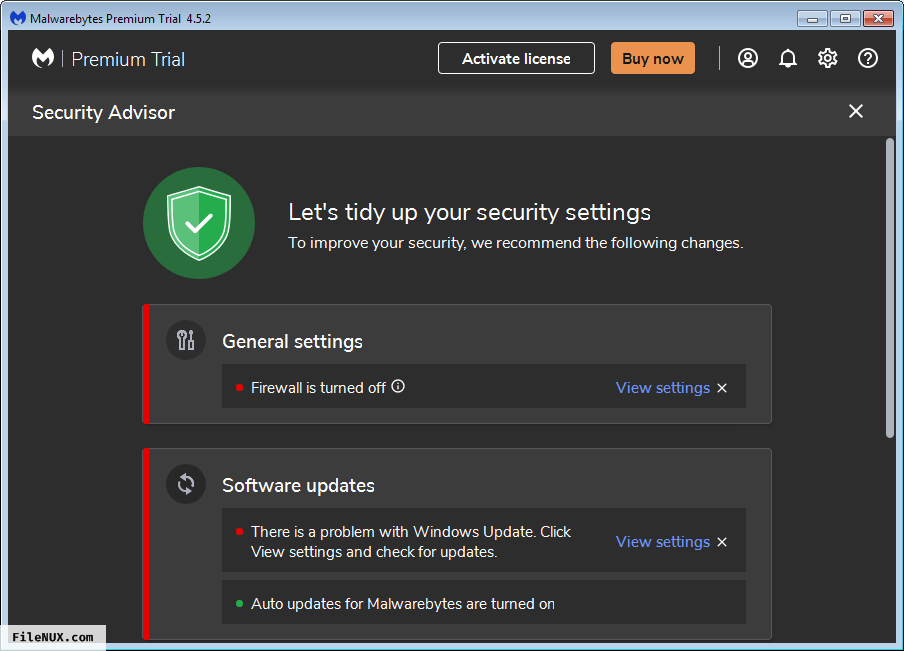 Malwarebytes Premium Trial 4.5.2
Premium Trial
Activate license
Buy now
Security Advisor
Let's tidy up your security settings
To improve your security, we recommend the following changes.
General settings
Firewall is turned off
View settings
Software updates
There is a problem with Windows Update. Click
View settings and check for updates.
View settings
Auto updates for Malwarebytes are turned on
FileNUX.com